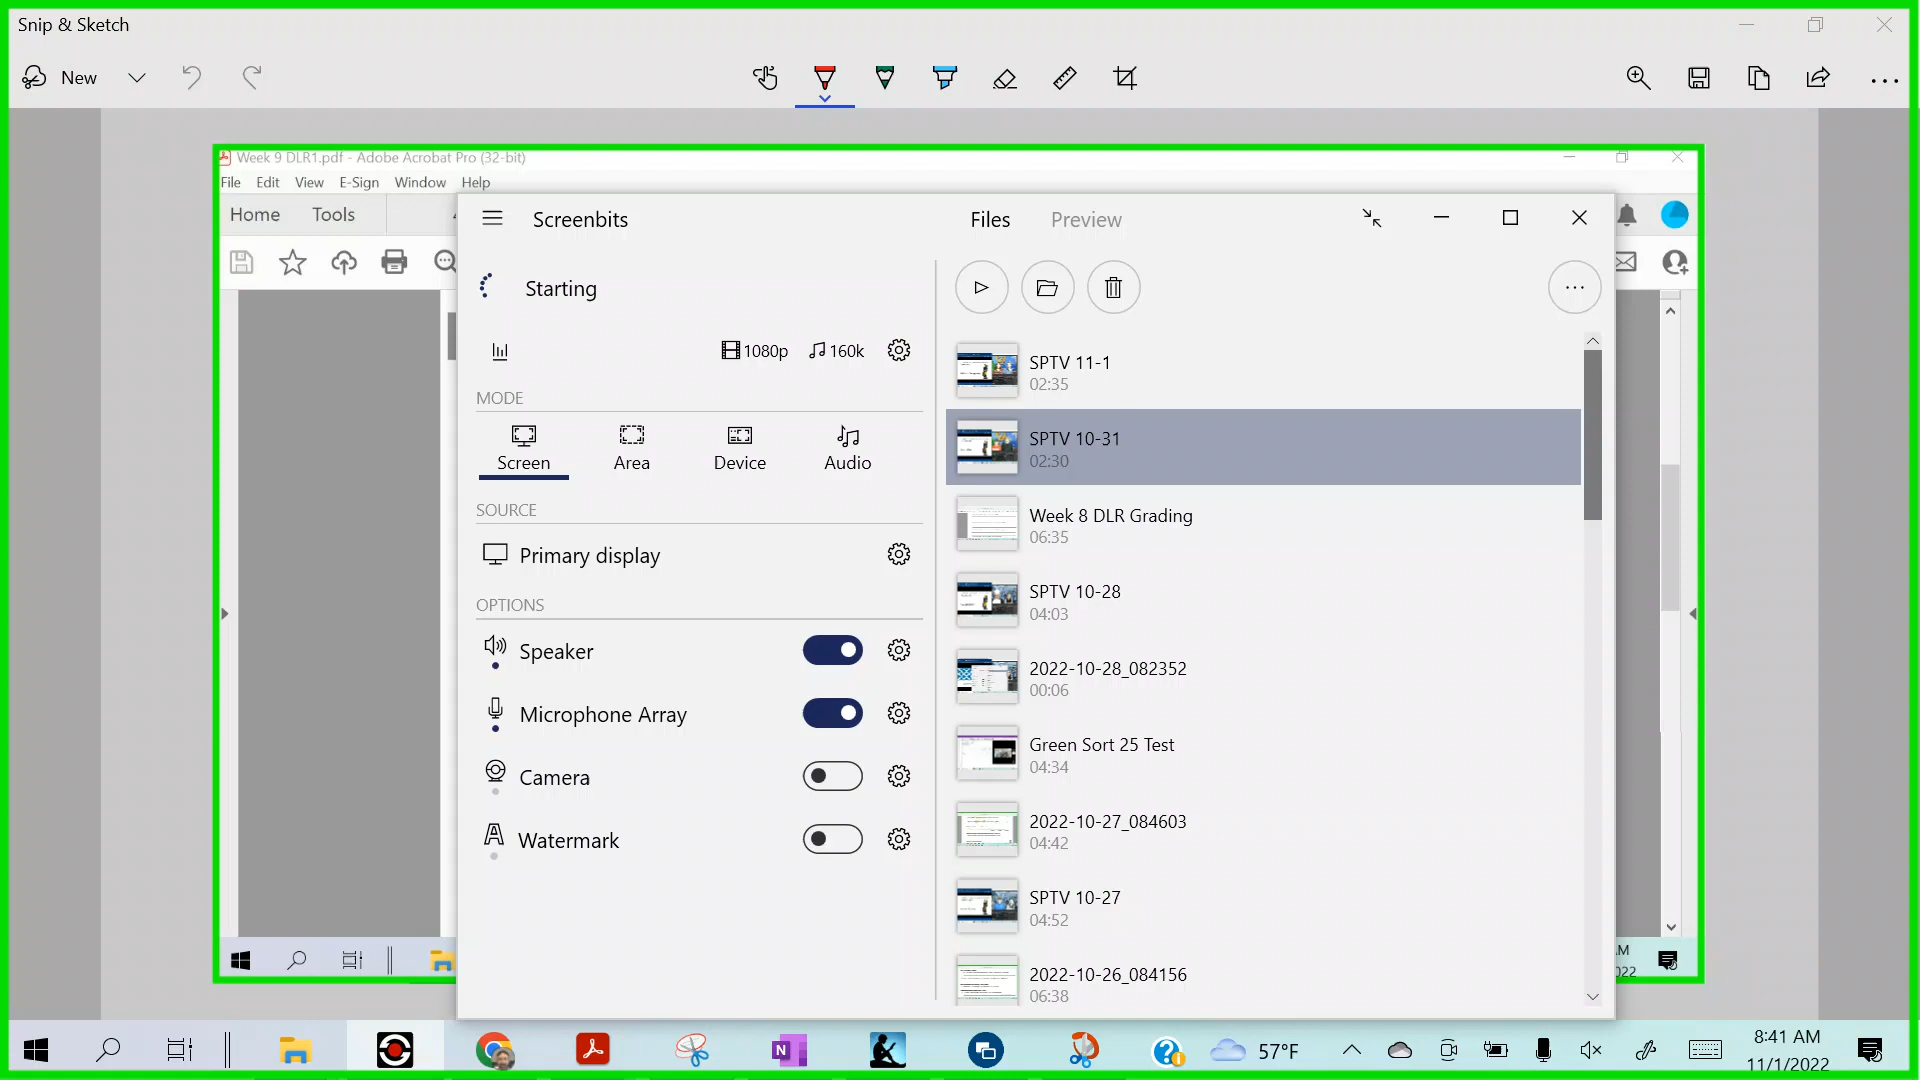 Snip & Sketch
New
Week 9 DLR1.pdf - Adobe Acrobat Pro (32-bit)
File Edit View E-Sign Window Help
Home Tools
Screenbits
Files Preview
Starting
1080p 160k
MODE
Screen Area Device Audio
SOURCE
Primary display
OPTIONS
Speaker
Microphone Array
Camera
Watermark
SPTV 11-1
02:35
SPTV 10-31
02:30
Week 8 DLR Grading
06:35
SPTV 10-28
04:03
2022-10-28_082352
00:06
Green Sort 25 Test
04:34
2022-10-27_084603
04:42
SPTV 10-27
04:52
2022-10-26_084156
06:38
57°F
8:41 AM
11/1/2022